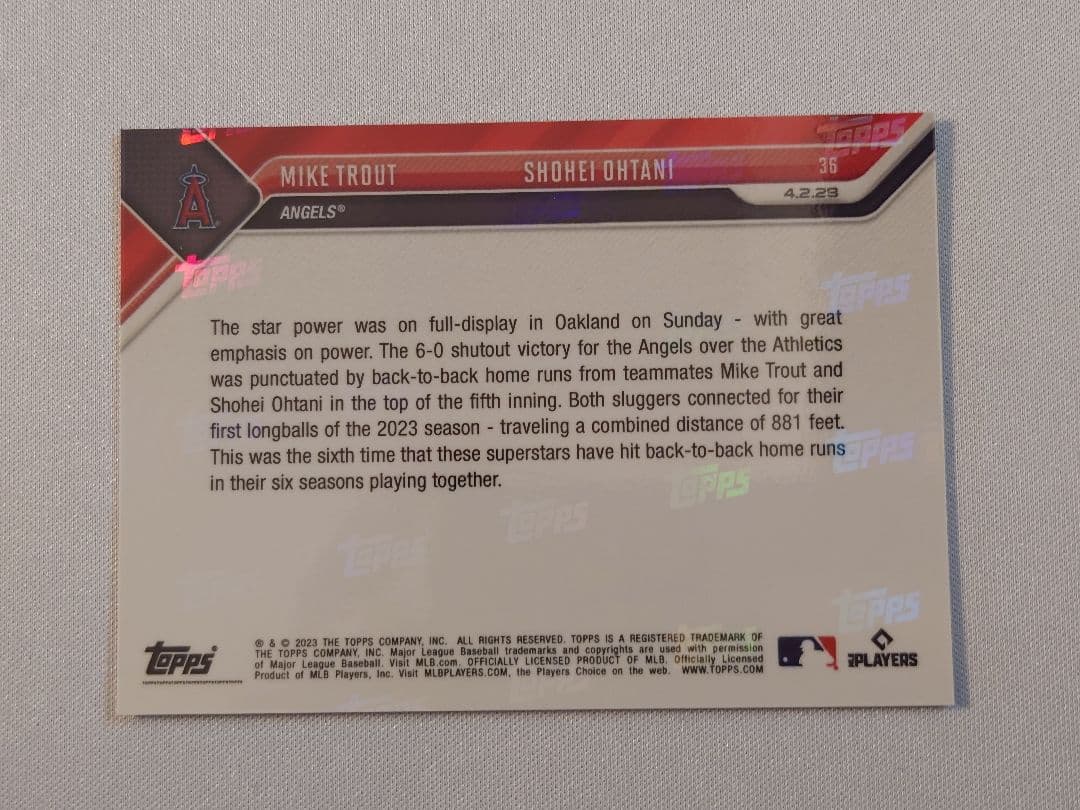 MIKE TROUT SHOHEI OHTANI 36
4.2.23
ANGELS®
The star power was on full-display in Oakland on Sunday - with great
emphasis on power. The 6-0 shutout victory for the Angels over the Athletics
was punctuated by back-to-back home runs from teammates Mike Trout and
Shohei Ohtani in the top of the fifth inning. Both sluggers connected for their
first longballs of the 2023 season - traveling a combined distance of 881 feet.
This was the sixth time that these superstars have hit back-to-back home runs
in their six seasons playing together.
Topps
® & © 2023 THE TOPPS COMPANY, INC. ALL RIGHTS RESERVED. TOPPS IS A REGISTERED TRADEMARK OF
THE TOPPS COMPANY, INC. Major League Baseball trademarks and copyrights are used with permission
of Major League Baseball. Visit MLB.com. OFFICIALLY LICENSED PRODUCT OF MLB. Officially Licensed
Product of MLB Players, Inc. Visit MLBPLAYERS.COM, the Players Choice on the web. WWW.TOPPS.COM
PLAYERS